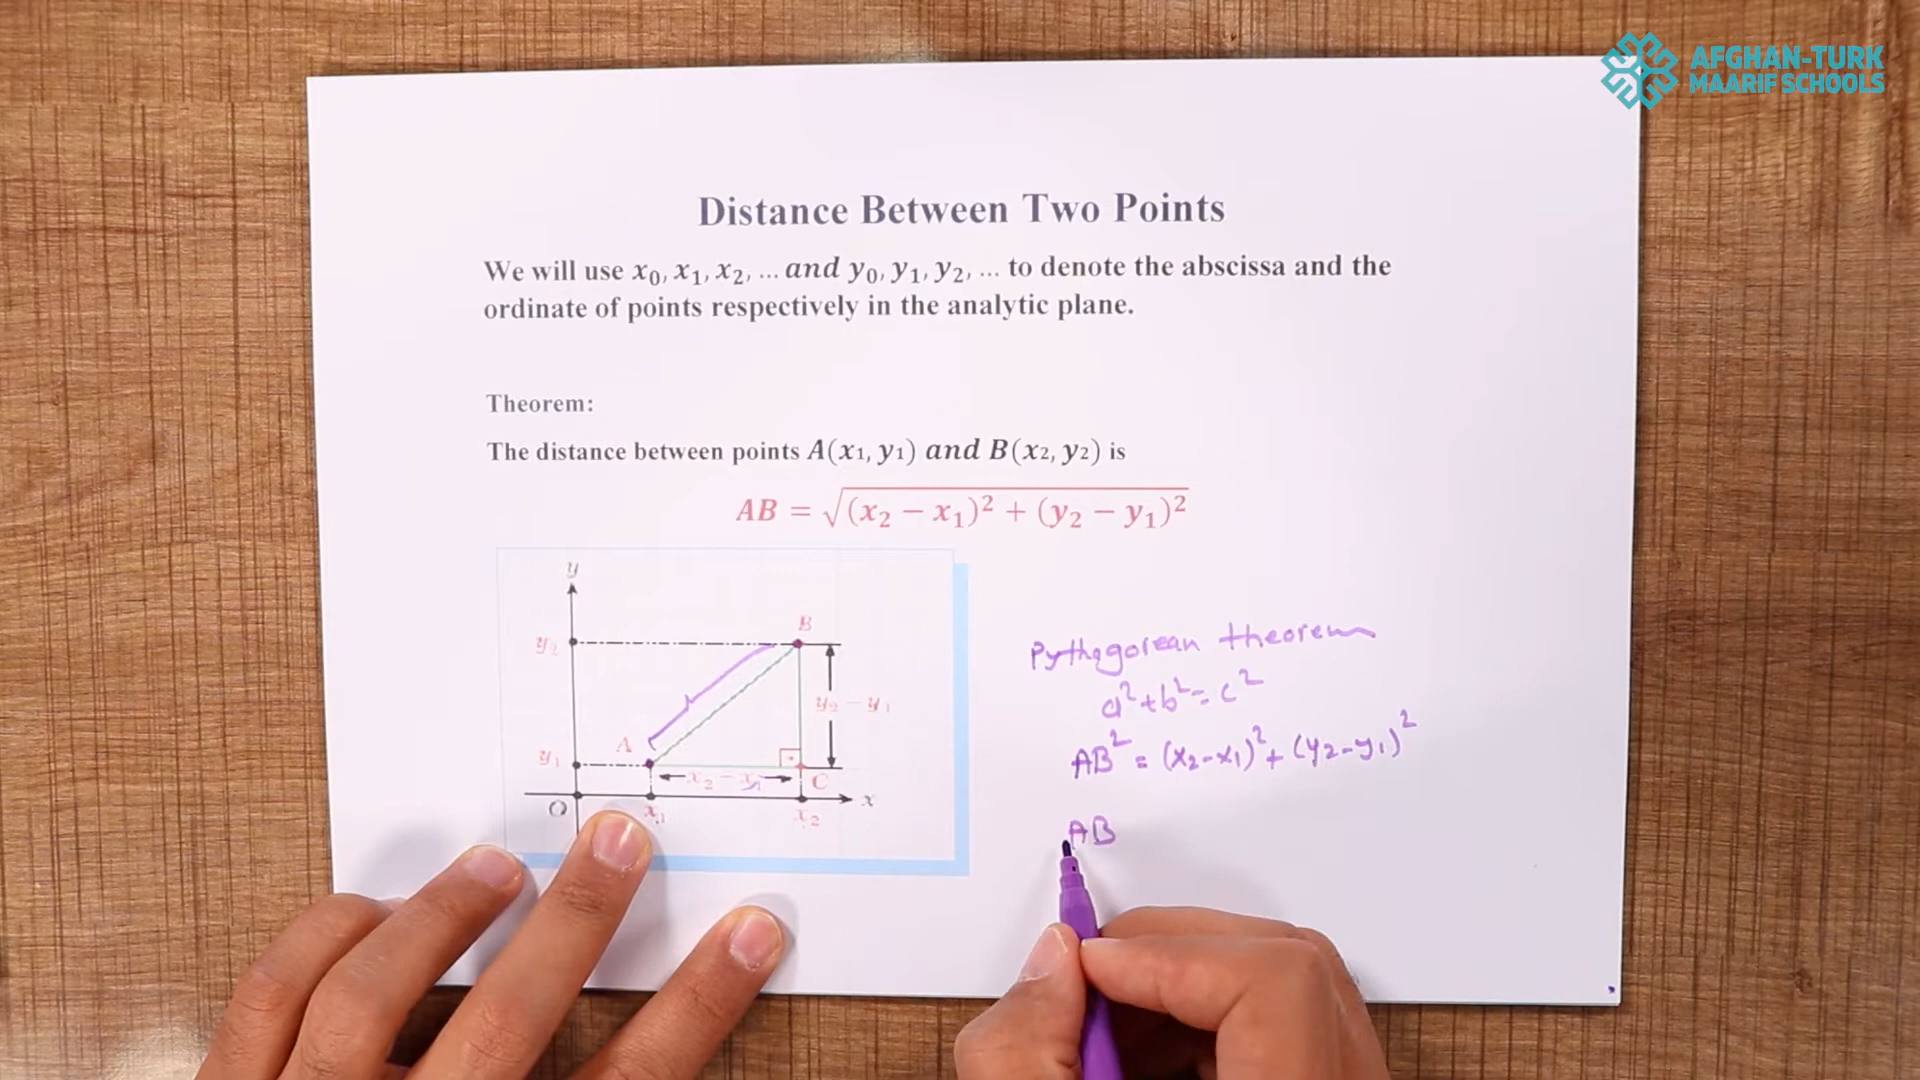 AFGHAN-TURK
MAARIF SCHOOLS
Distance Between Two Points
We will use x₀, x₁, x₂, ... and y₀, y₁, y₂, ... to denote the abscissa and the
ordinate of points respectively in the analytic plane.
Theorem:
The distance between points A(x₁, y₁) and B(x₂, y₂) is
AB = √(x₂ − x₁)² + (y₂ − y₁)²
y
B
y₂
y₂ − y₁
A
y₁
x₂ − x₁
C
O
x
x₁
x₂
Pythagorean theorem
a²+b²=c²
AB² = (x₂-x₁)² + (y₂-y₁)²
AB